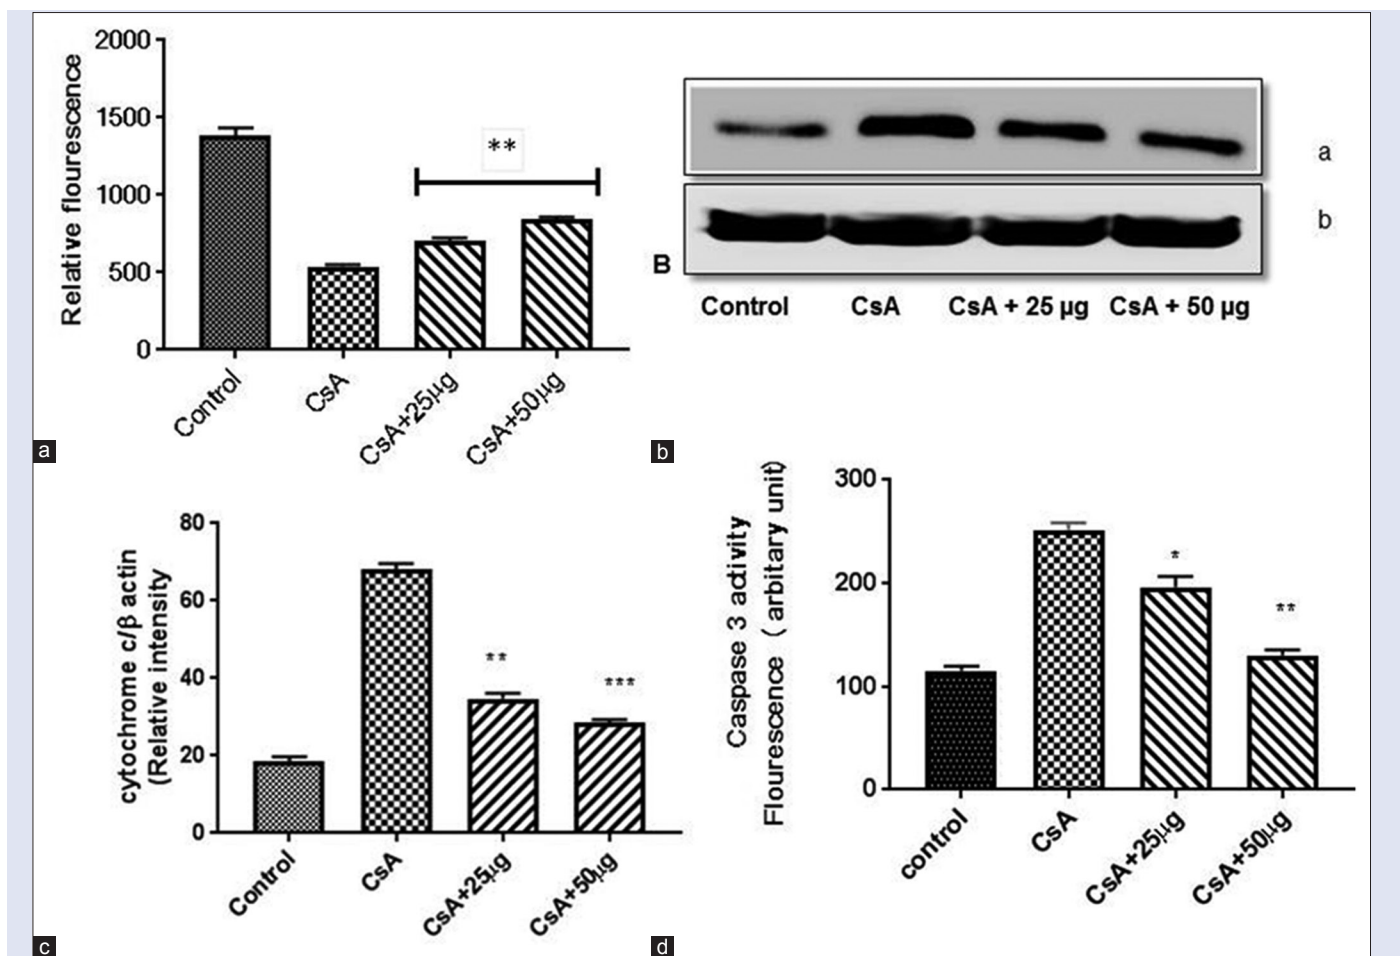 2000
1500
1000
500
0
Relative flourescence
**
Control
CsA
CsA+25µg
CsA+50µg
a
a
b
B
Control CsA CsA + 25 µg CsA + 50 µg
b
80
60
40
20
0
cytochrome c/β actin
(Relative intensity
**
***
Control
CsA
CsA+25µg
CsA+50µg
c
300
200
100
0
Caspase 3 activity
Flourescence ( arbitary unit)
*
**
control
CsA
CsA+25µg
CsA+50µg
d